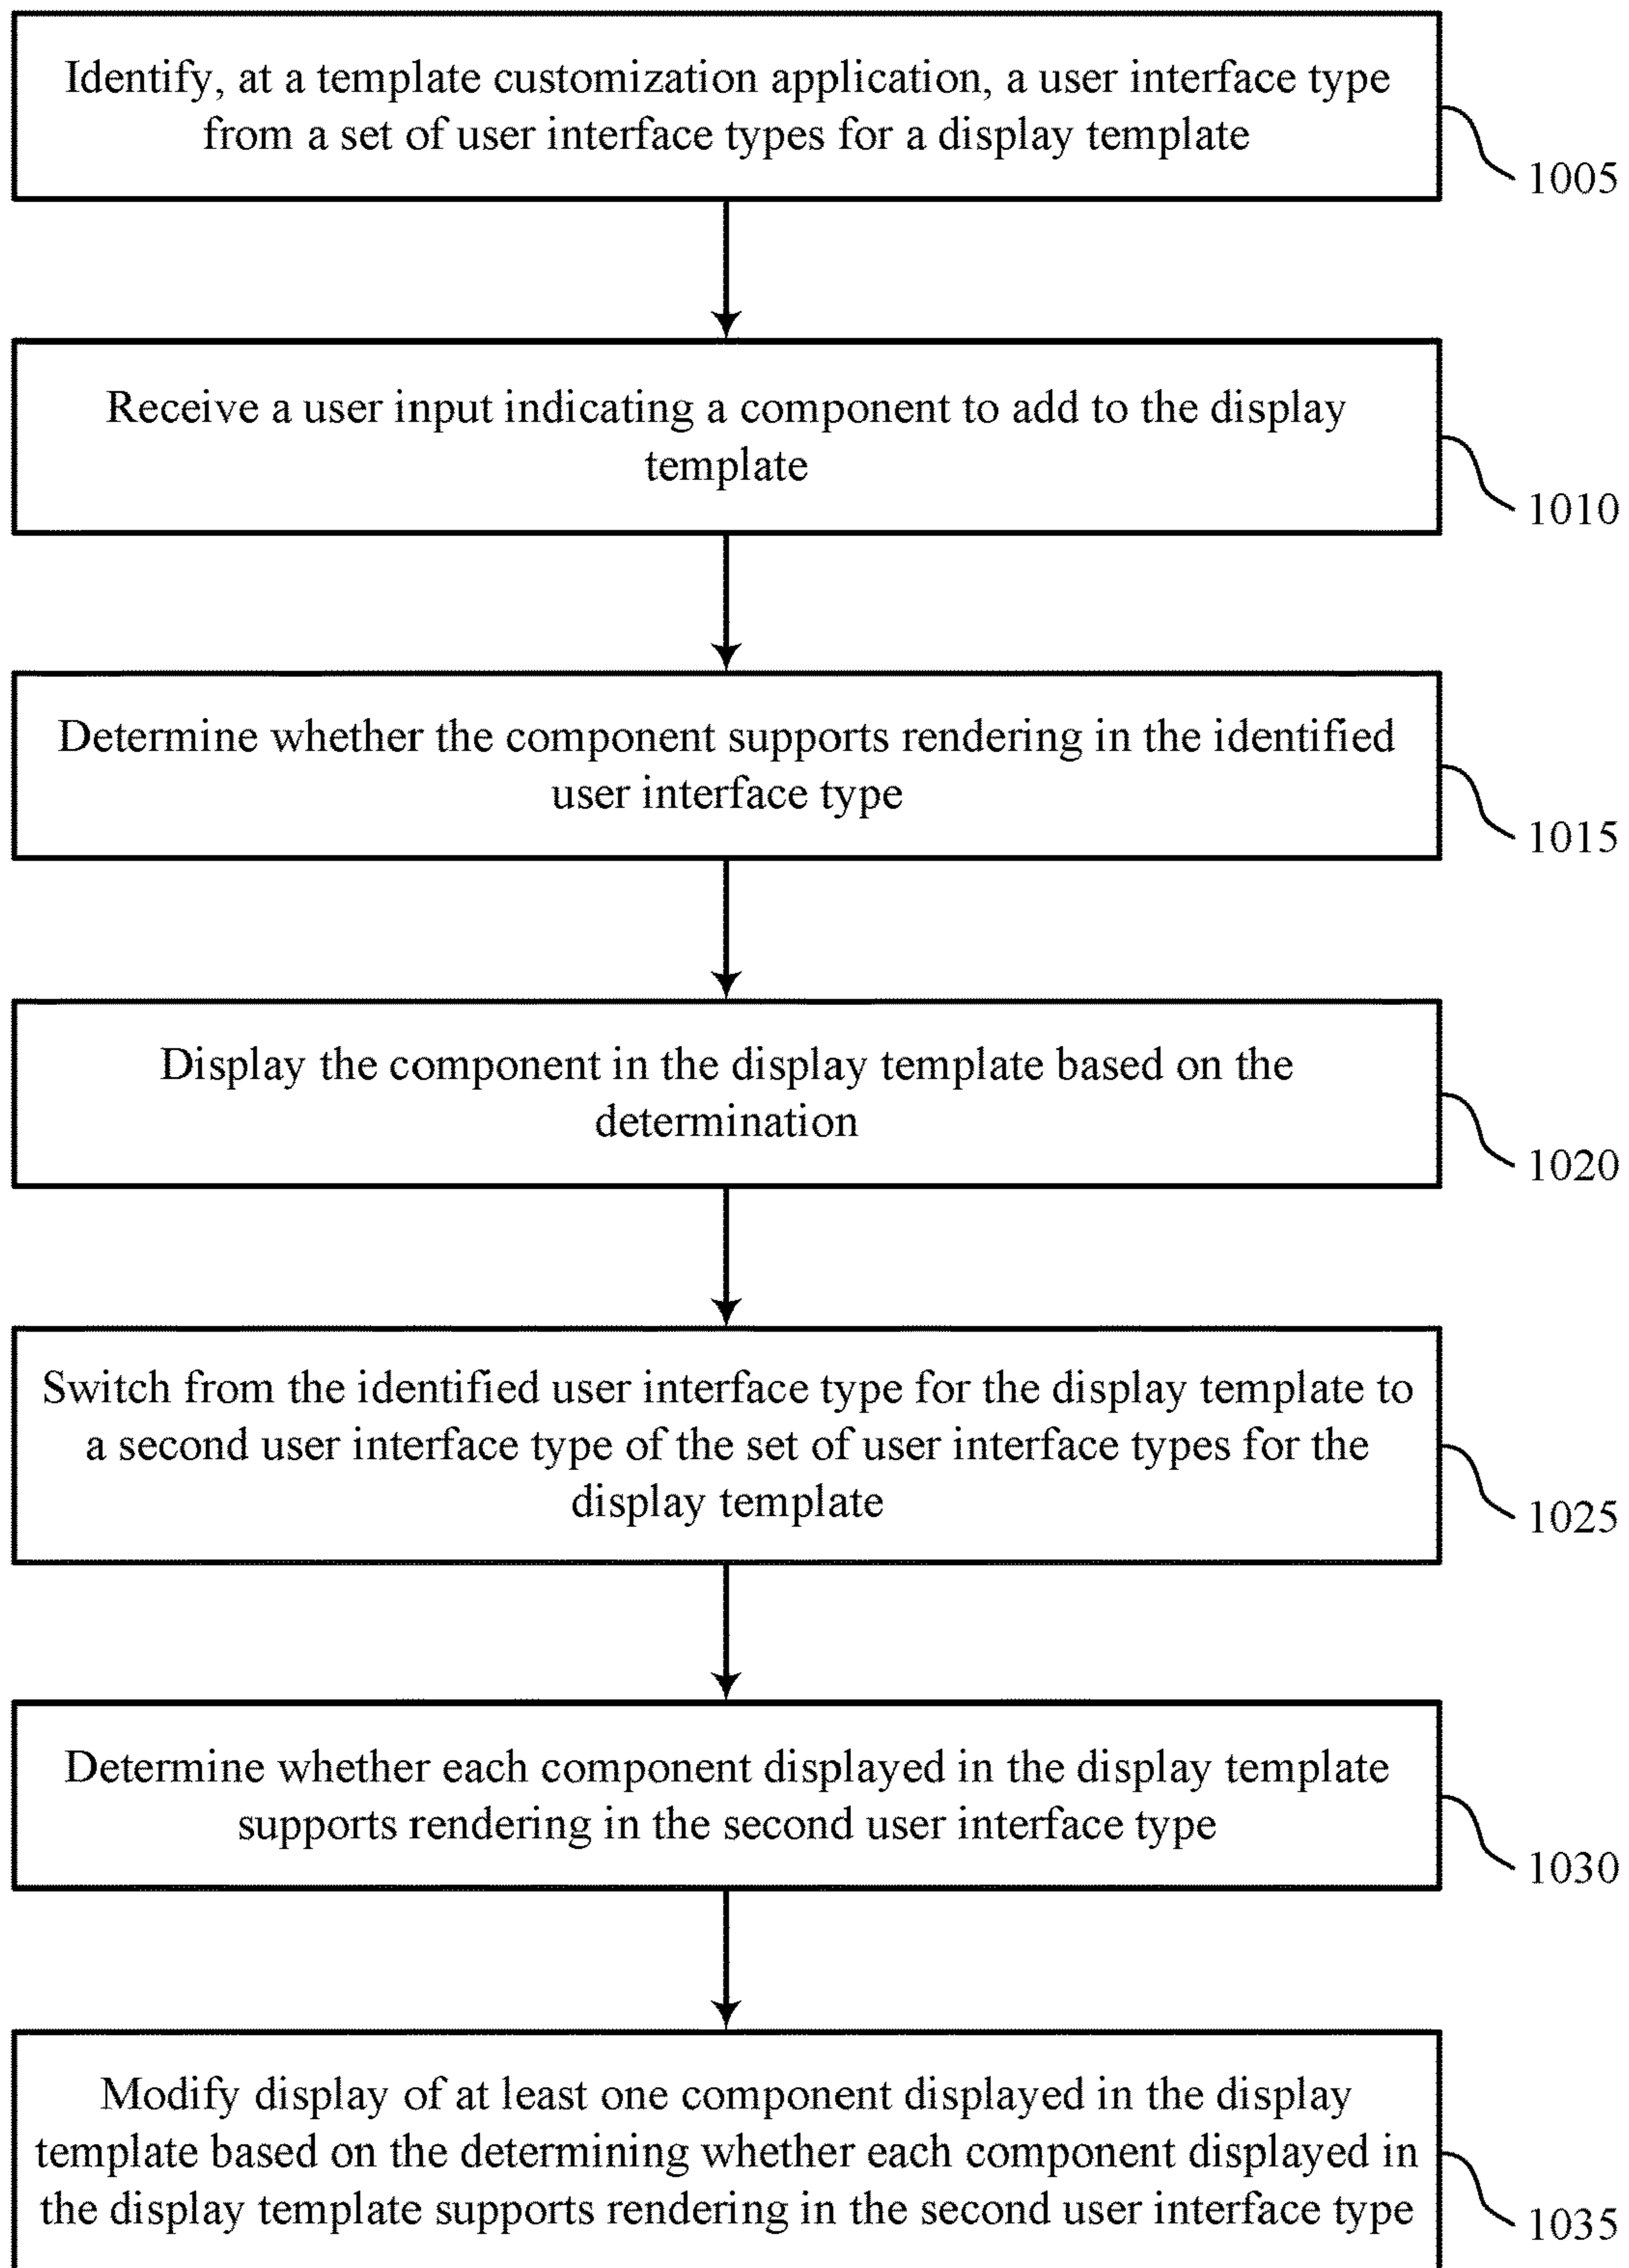 Identify, at a template customization application, a user interface type
from a set of user interface types for a display template
1005
Receive a user input indicating a component to add to the display
template
1010
Determine whether the component supports rendering in the identified
user interface type
1015
Display the component in the display template based on the
determination
1020
Switch from the identified user interface type for the display template to
a second user interface type of the set of user interface types for the
display template
1025
Determine whether each component displayed in the display template
supports rendering in the second user interface type
1030
Modify display of at least one component displayed in the display
template based on the determining whether each component displayed in
the display template supports rendering in the second user interface type
1035